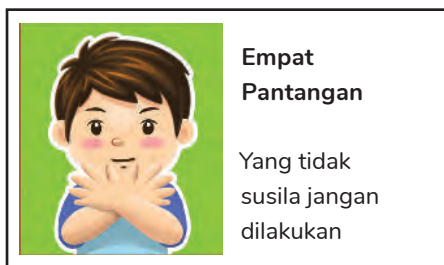 Empat
Pantangan
Yang tidak
susila jangan
dilakukan